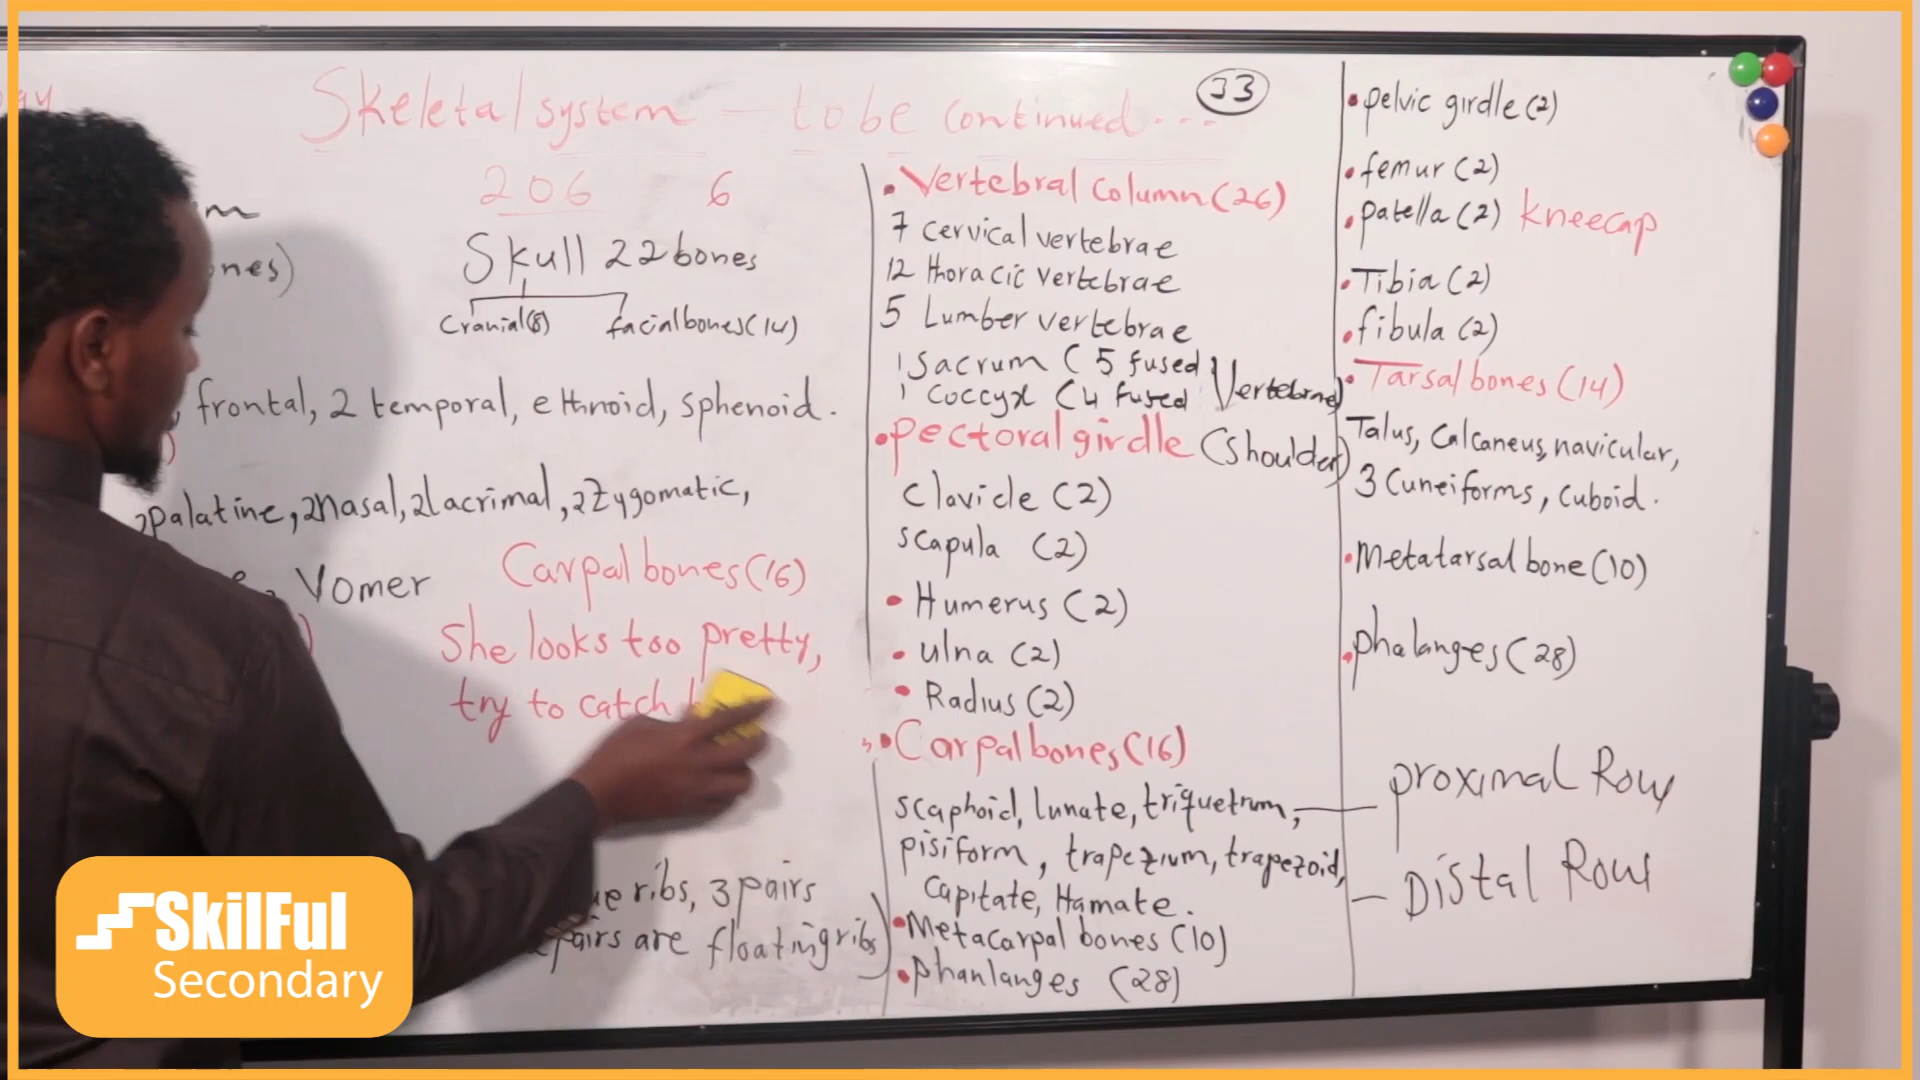 Skeletal system - to be continued...
33
206 6
Skull 22 bones
Cranial(8) facial bones(14)
nes)
frontal, 2 temporal, ethnoid, sphenoid.
2palatine, 2nasal, 2lacrimal, 2Zygomatic,
Vomer
Carpal bones(16)
She looks too pretty,
try to catch
ribs, 3 pairs
pairs are floating ribs)
• Vertebral column (26)
7 cervical vertebrae
12 thoracic vertebrae
5 Lumber vertebrae
1 Sacrum ( 5 fused
1 Coccyx (4 fused Vertebrae)
• Pectoral girdle (shoulder)
Clavicle (2)
scapula (2)
• Humerus (2)
• Ulna (2)
• Radius (2)
• Carpal bones (16)
scaphoid, lunate, triquetrum,
pisiform, trapezium, trapezoid,
Capitate, Hamate.
• Metacarpal bones (10)
• phanlanges (28)
• pelvic girdle (2)
• femur (2)
• patella (2) kneecap
• Tibia (2)
• fibula (2)
• Tarsal bones (14)
Talus, Calcaneus, navicular,
3 Cuneiforms, Cuboid.
• Metatarsal bone (10)
• phalanges (28)
proximal Row
- Distal Row
SkilFul
Secondary